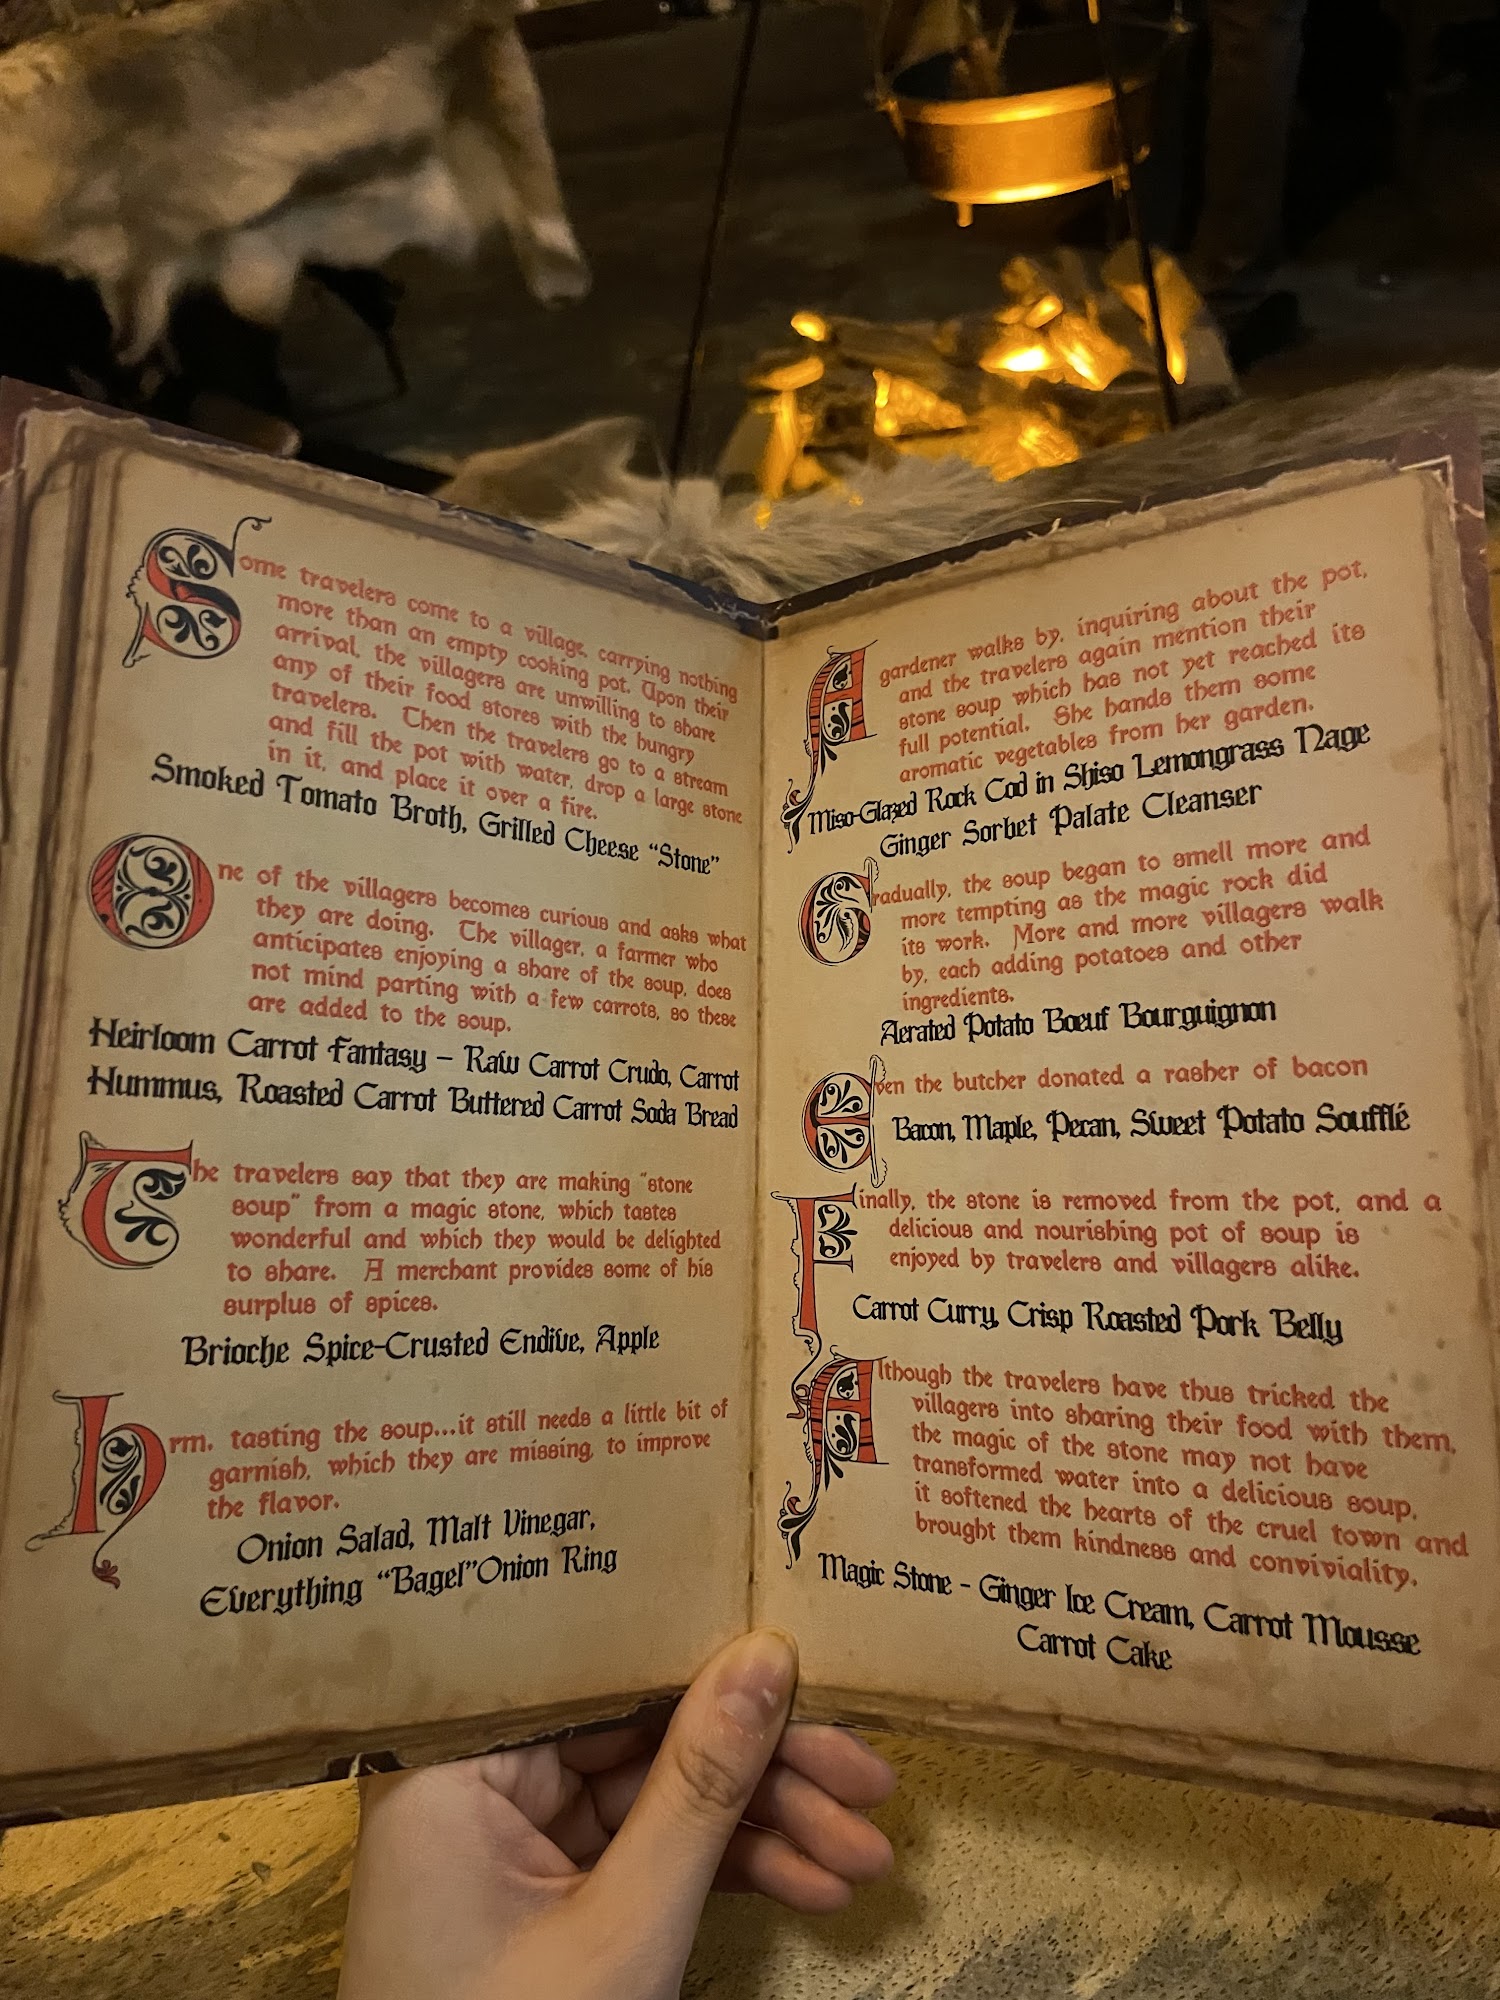 Some travelers come to a village, carrying nothing
more than an empty cooking pot. Upon their
arrival, the villagers are unwilling to share
any of their food stores with the hungry
travelers. Then the travelers go to a stream
and fill the pot with water, drop a large stone
in it, and place it over a fire.
Smoked Tomato Broth, Grilled Cheese “Stone”
One of the villagers becomes curious and asks what
they are doing. The villager, a farmer who
anticipates enjoying a share of the soup, does
not mind parting with a few carrots, so these
are added to the soup.
Heirloom Carrot Fantasy – Raw Carrot Crudo, Carrot
Hummus, Roasted Carrot Buttered Carrot Soda Bread
The travelers say that they are making "stone
soup" from a magic stone, which tastes
wonderful and which they would be delighted
to share. A merchant provides some of his
surplus of spices.
Brioche Spice-Crusted Endive, Apple
Hrm, tasting the soup...it still needs a little bit of
garnish, which they are missing, to improve
the flavor.
Onion Salad, Malt Vinegar,
Everything “Bagel”Onion Ring
A gardener walks by, inquiring about the pot,
and the travelers again mention their
stone soup which has not yet reached its
full potential. She hands them some
aromatic vegetables from her garden.
Miso-Glazed Rock Cod in Shiso Lemongrass Nage
Ginger Sorbet Palate Cleanser
Gradually, the soup began to smell more and
more tempting as the magic rock did
its work. More and more villagers walk
by, each adding potatoes and other
ingredients.
Aerated Potato Boeuf Bourguignon
Even the butcher donated a rasher of bacon
Bacon, Maple, Pecan, Sweet Potato Soufflé
Finally, the stone is removed from the pot, and a
delicious and nourishing pot of soup is
enjoyed by travelers and villagers alike.
Carrot Curry, Crisp Roasted Pork Belly
Although the travelers have thus tricked the
villagers into sharing their food with them,
the magic of the stone may not have
transformed water into a delicious soup,
it softened the hearts of the cruel town and
brought them kindness and conviviality.
Magic Stone - Ginger Ice Cream, Carrot Mousse
Carrot Cake